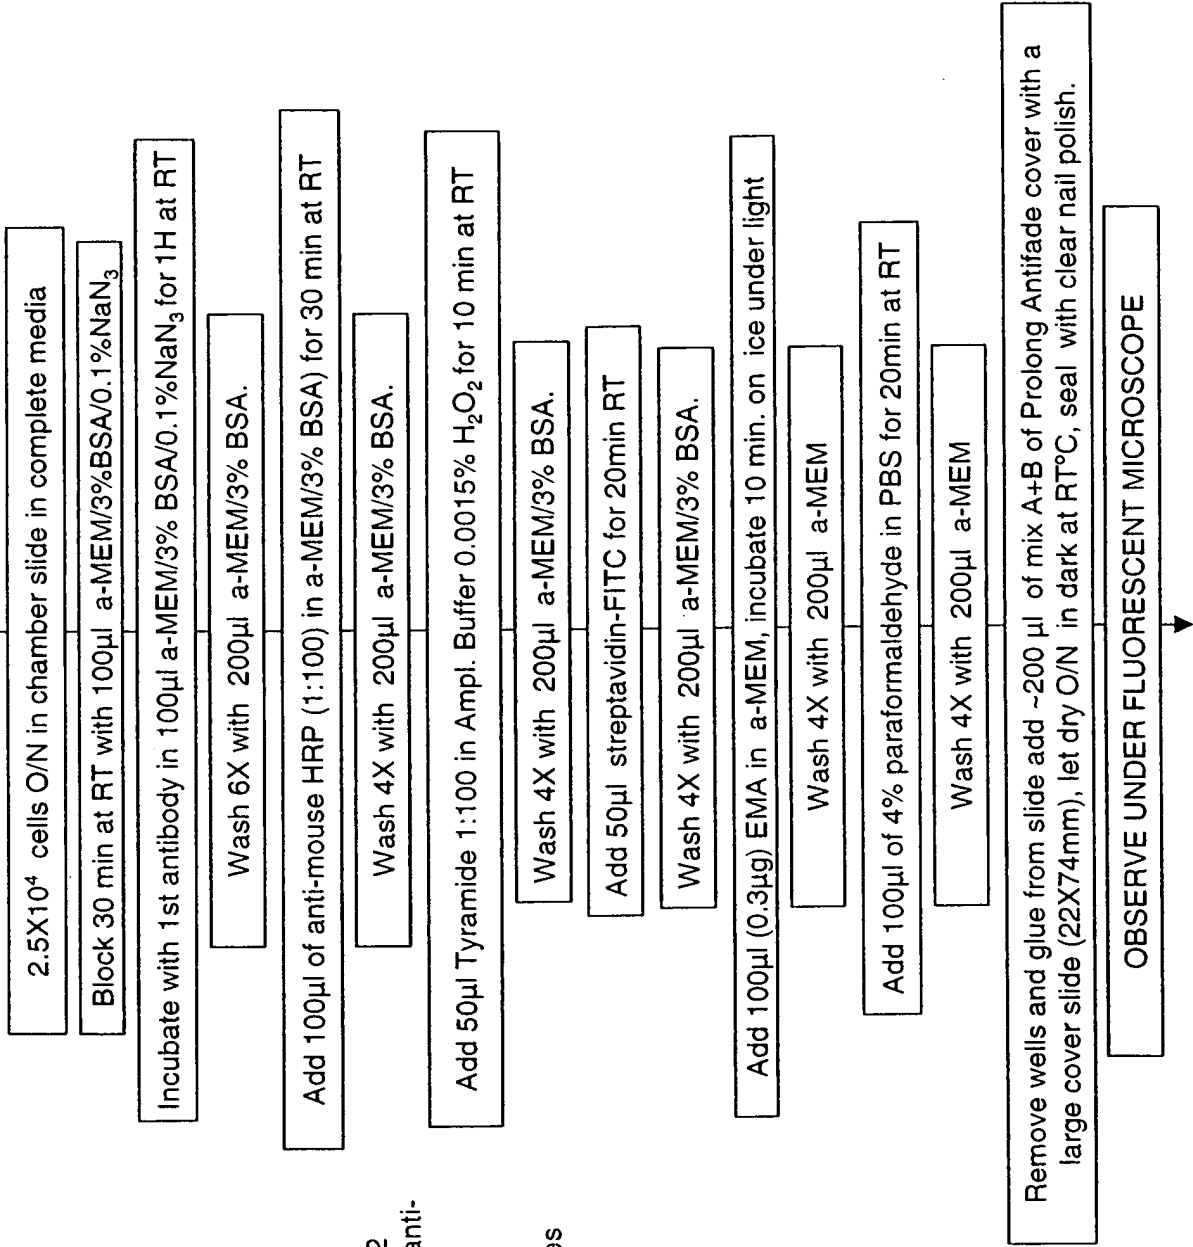 2.5X10⁴ cells O/N in chamber slide in complete media
Block 30 min at RT with 100µl a-MEM/3%BSA/0.1%NaN₃
Incubate with 1st antibody in 100µl a-MEM/3% BSA/0.1%NaN₃ for 1H at RT
Wash 6X with 200µl a-MEM/3% BSA.
Add 100µl of anti-mouse HRP (1:100) in a-MEM/3% BSA) for 30 min at RT
Wash 4X with 200µl a-MEM/3% BSA.
Add 50µl Tyramide 1:100 in Ampl. Buffer 0.0015% H₂O₂ for 10 min at RT
Wash 4X with 200µl a-MEM/3% BSA.
Add 50µl streptavidin-FITC for 20min RT
Wash 4X with 200µl a-MEM/3% BSA.
Add 100µl (0.3µg) EMA in a-MEM, incubate 10 min. on ice under light
Wash 4X with 200µl a-MEM
Add 100µl of 4% paraformaldehyde in PBS for 20min at RT
Wash 4X with 200µl a-MEM
Remove wells and glue from slide add ~200 µl of mix A+B of Prolong Antifade cover with a
large cover slide (22X74mm), let dry O/N in dark at RT°C, seal with clear nail polish.
OBSERVE UNDER FLUORESCENT MICROSCOPE
2
anti-
es